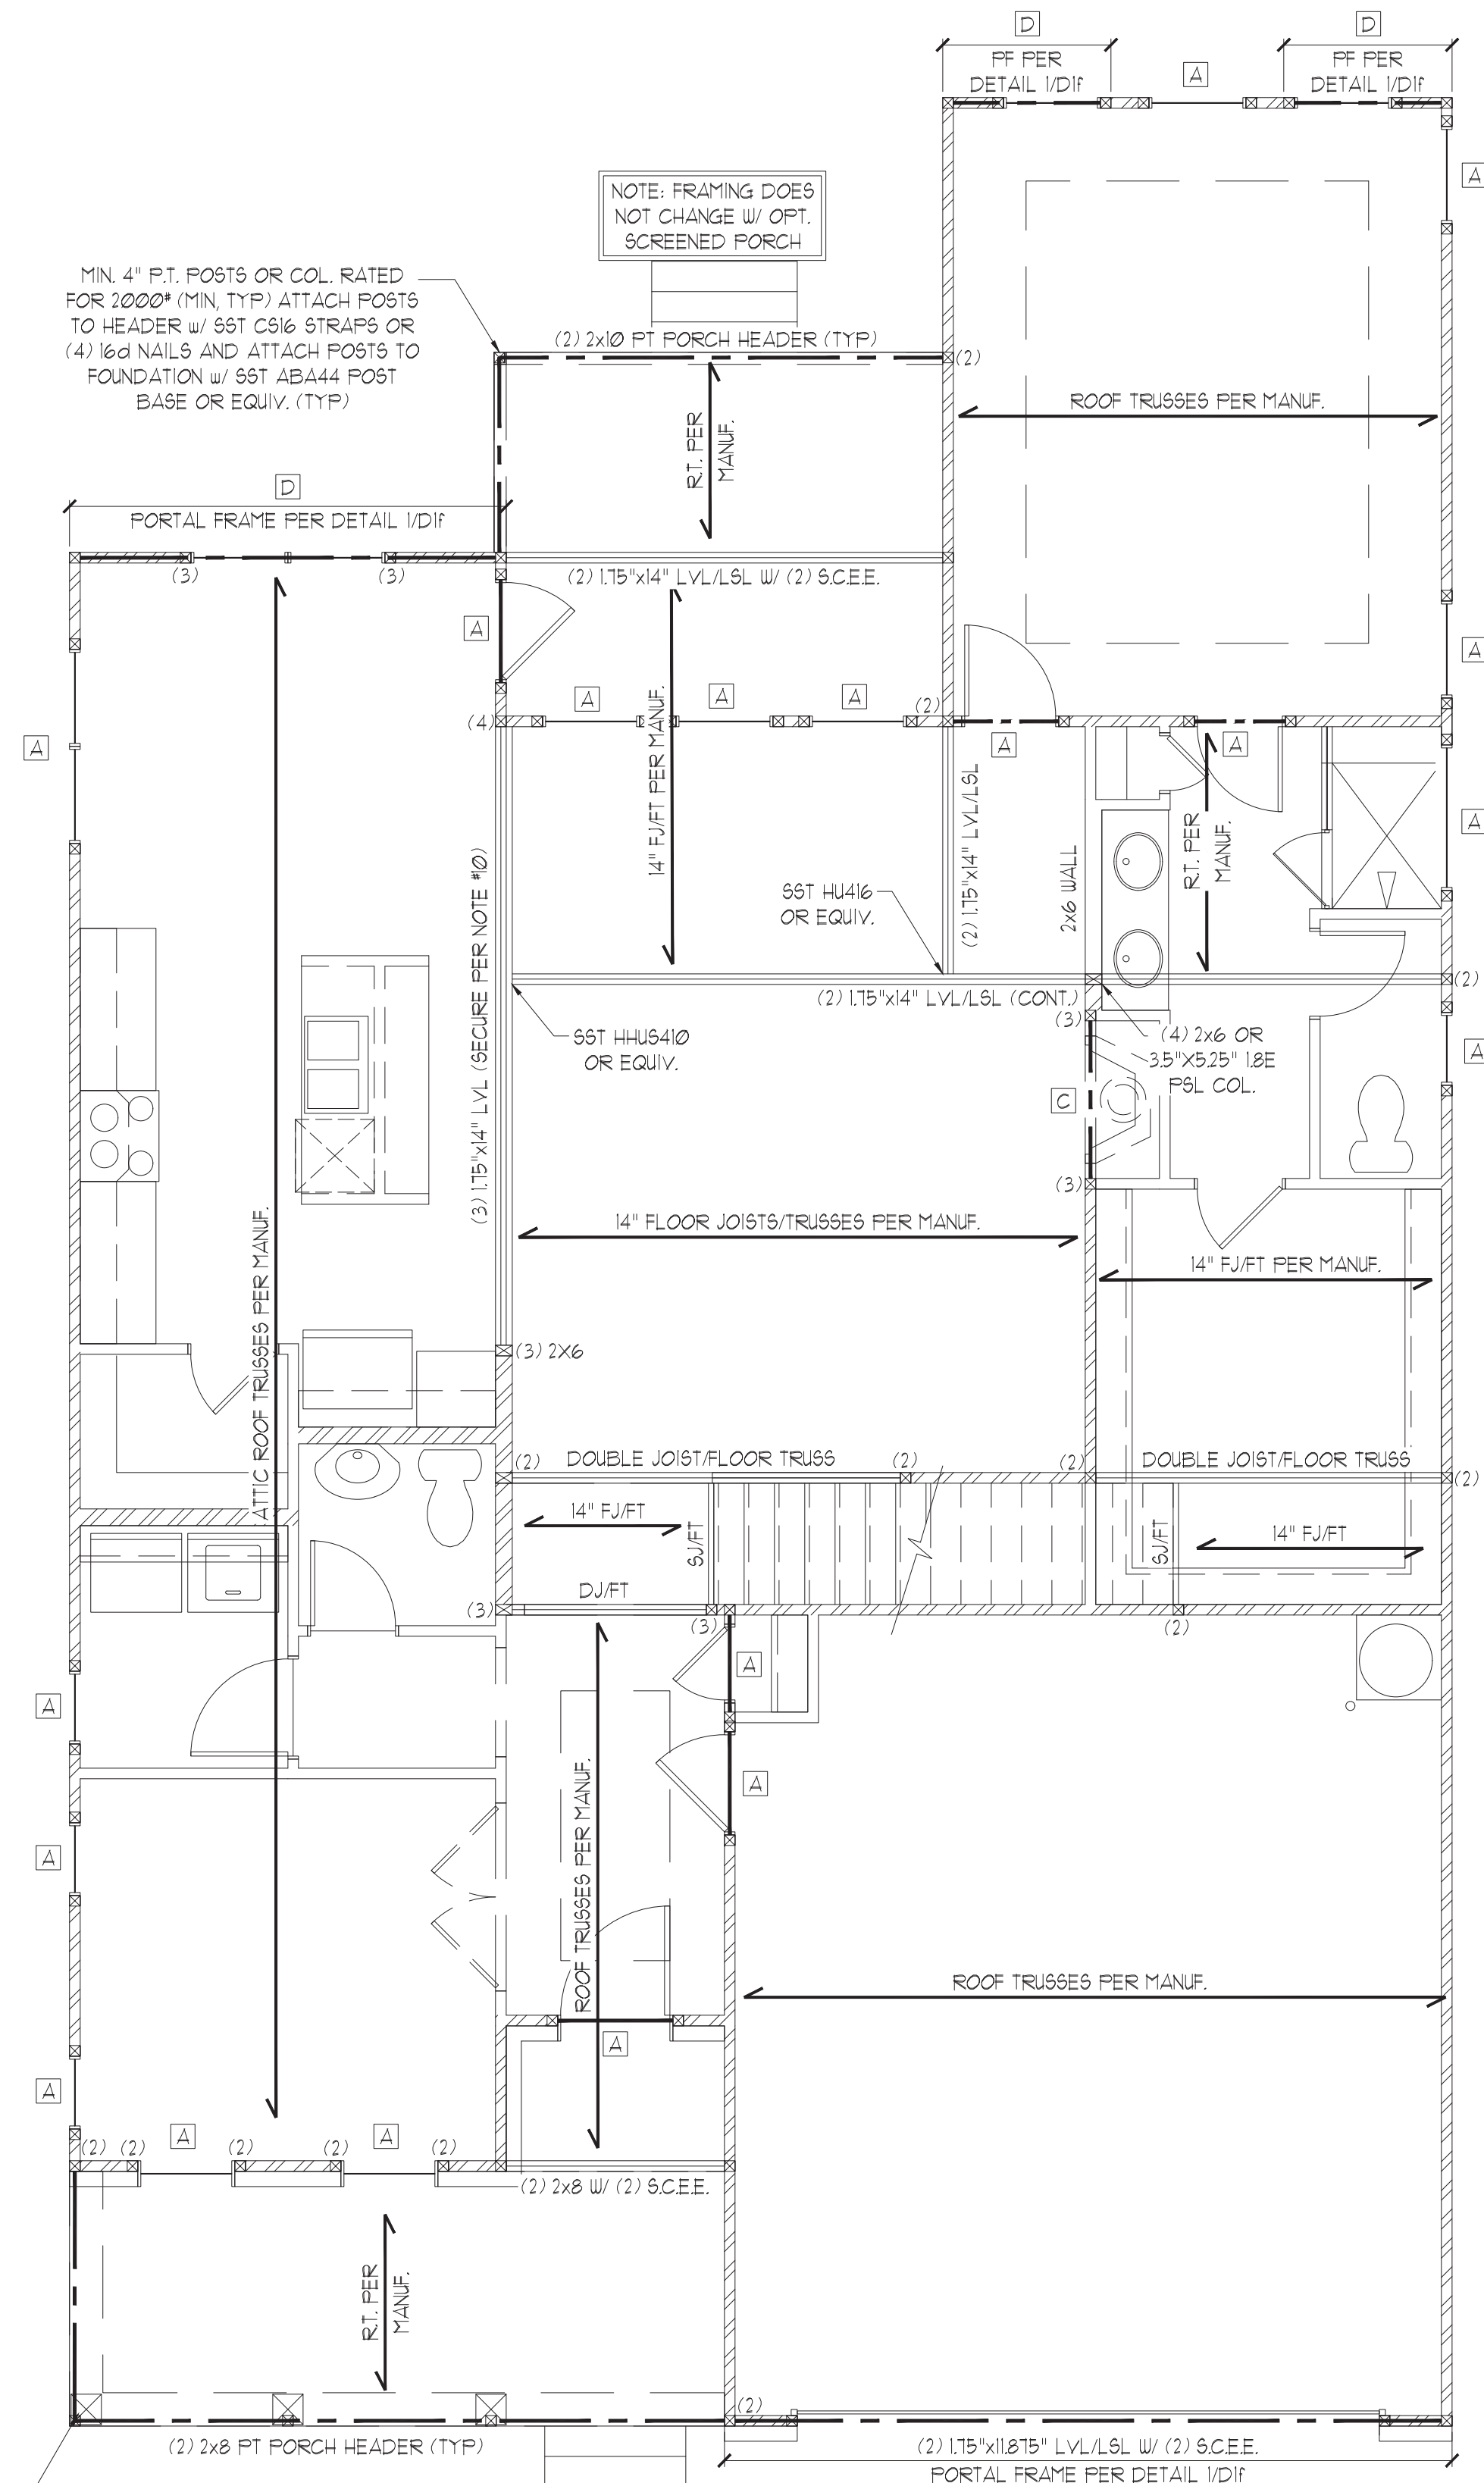 D
D
PF PER
DETAIL 1/D1f
PF PER
DETAIL 1/D1f
A
A
NOTE: FRAMING DOES
NOT CHANGE W/ OPT.
SCREENED PORCH
MIN. 4" P.T. POSTS OR COL. RATED
FOR 2000# (MIN, TYP) ATTACH POSTS
TO HEADER w/ SST CS16 STRAPS OR
(4) 16d NAILS AND ATTACH POSTS TO
FOUNDATION w/ SST ABA44 POST
BASE OR EQUIV. (TYP)
(2) 2x10 PT PORCH HEADER (TYP)
(2)
ROOF TRUSSES PER MANUF.
R.T. PER
MANUF.
D
PORTAL FRAME PER DETAIL 1/D1f
(3)
(3)
(2) 1.75"x14" LVL/LSL W/ (2) S.C.E.E.
A
A
A
A
A
(4)
(2)
A
A
A
A
14" FJ/FT PER MANUF.
(2) 1.75"x14" LVL/LSL
2x6 WALL
R.T. PER
MANUF.
SST HU416
OR EQUIV.
(3) 1.75"x14" LVL (SECURE PER NOTE #10)
(2) 1.75"x14" LVL/LSL (CONT.)
(2)
SST HHUS410
OR EQUIV.
(3)
(4) 2x6 OR
3.5"X5.25" 1.8E
PSL COL.
A
C
(3)
14" FLOOR JOISTS/TRUSSES PER MANUF.
14" FJ/FT PER MANUF.
ATTIC ROOF TRUSSES PER MANUF.
(3) 2X6
(2)
DOUBLE JOIST/FLOOR TRUSS
(2)
(2)
DOUBLE JOIST/FLOOR TRUSS
(2)
14" FJ/FT
SJ/FT
SJ/FT
14" FJ/FT
DJ/FT
(3)
(3)
(2)
A
A
A
ROOF TRUSSES PER MANUF.
A
ROOF TRUSSES PER MANUF.
A
A
A
A
(2)
(2)
(2)
(2)
(2)
(2) 2x8 W/ (2) S.C.E.E.
R.T. PER
MANUF.
(2)
(2) 2x8 PT PORCH HEADER (TYP)
(2) 1.75"x11.875" LVL/LSL W/ (2) S.C.E.E.
PORTAL FRAME PER DETAIL 1/D1f